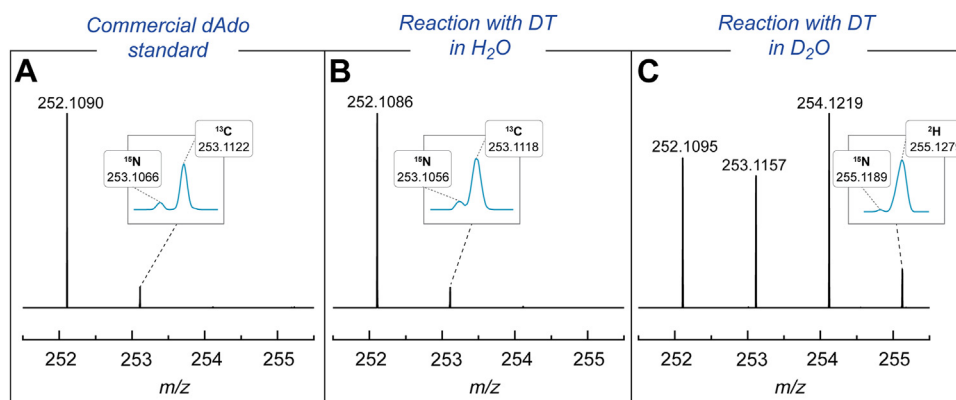 Commercial dAdo
standard
Reaction with DT
in H₂O
Reaction with DT
in D₂O
A
252.1090
¹⁵N
253.1066
¹³C
253.1122
252 253 254 255
m/z
B
252.1086
¹⁵N
253.1056
¹³C
253.1118
252 253 254 255
m/z
C
252.1095
253.1157
254.1219
¹⁵N
255.1189
²H
255.127
252 253 254 255
m/z